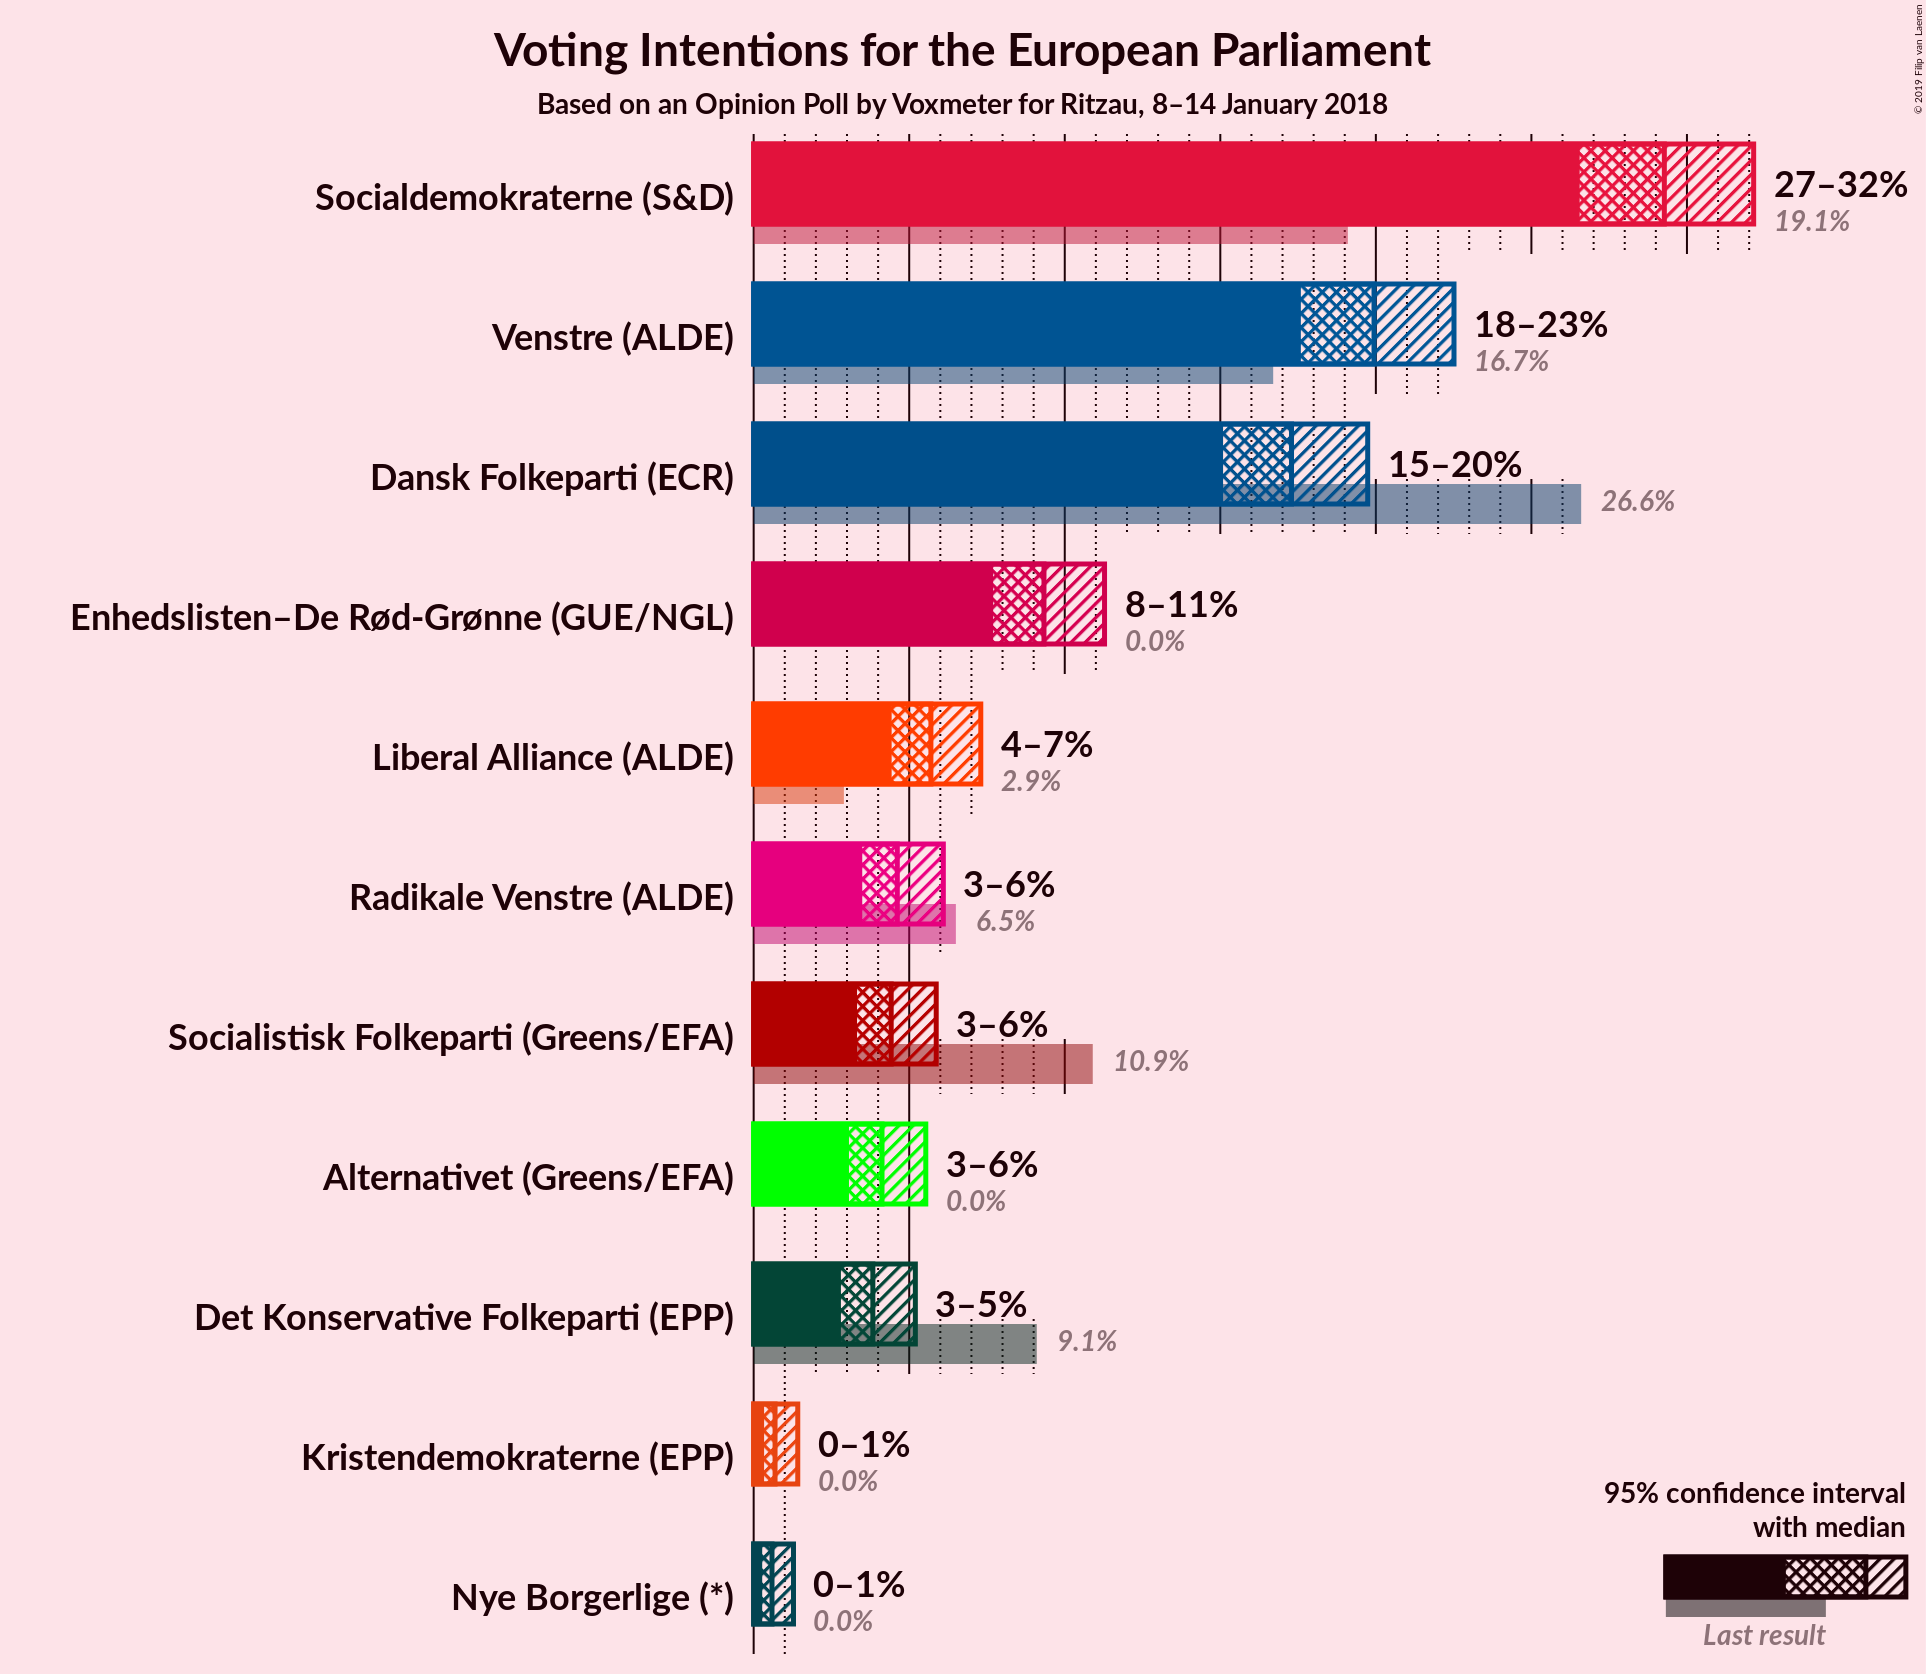 Voting Intentions for the European Parliament
Based on an Opinion Poll by Voxmeter for Ritzau, 8–14 January 2018
© 2019 Filip van Laenen
Socialdemokraterne (S&D)
27–32%
19.1%
Venstre (ALDE)
18–23%
16.7%
Dansk Folkeparti (ECR)
15–20%
26.6%
Enhedslisten–De Rød-Grønne (GUE/NGL)
8–11%
0.0%
Liberal Alliance (ALDE)
4–7%
2.9%
Radikale Venstre (ALDE)
3–6%
6.5%
Socialistisk Folkeparti (Greens/EFA)
3–6%
10.9%
Alternativet (Greens/EFA)
3–6%
0.0%
Det Konservative Folkeparti (EPP)
3–5%
9.1%
Kristendemokraterne (EPP)
0–1%
0.0%
Nye Borgerlige (*)
0–1%
0.0%
95% confidence interval
with median
Last result